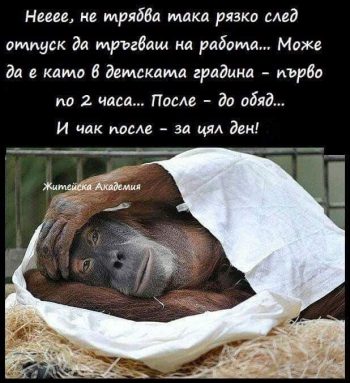 Нееее, не трябва така рязко след
отпуск да тръгваш на работа... Може
да е като в детската градина - първо
по 2 часа... После - до обяд...
И чак после - за цял ден!
Житейска Академия